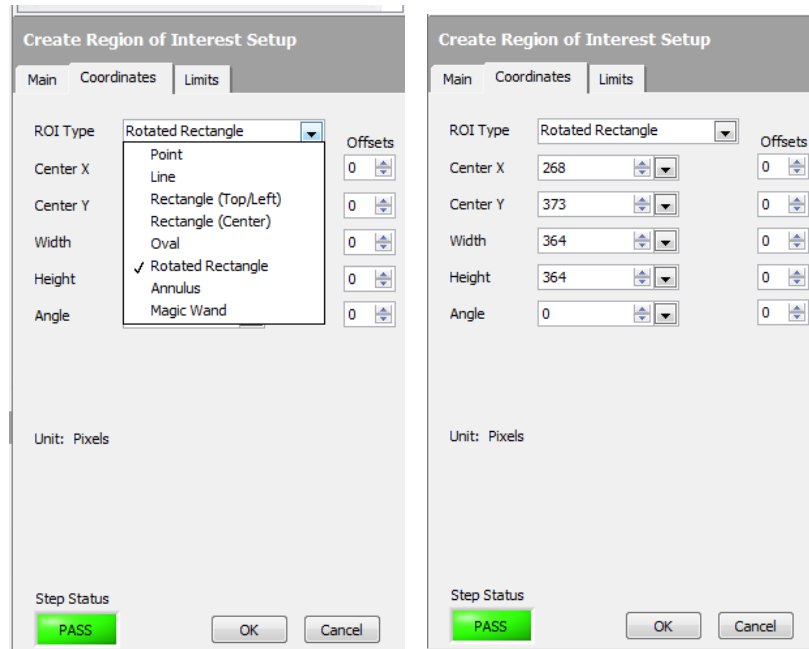 Create Region of Interest Setup
Main Coordinates Limits
ROI Type Rotated Rectangle
Offsets
Point
Center X 0
Line
Rectangle (Top/Left)
Center Y 0
Rectangle (Center)
Width Oval 0
Rotated Rectangle
Height 0
Annulus
Angle Magic Wand 0
Unit: Pixels
Step Status
PASS OK Cancel
Create Region of Interest Setup
Main Coordinates Limits
ROI Type Rotated Rectangle
Offsets
Center X 268 0
Center Y 373 0
Width 364 0
Height 364 0
Angle 0 0
Unit: Pixels
Step Status
PASS OK Cancel